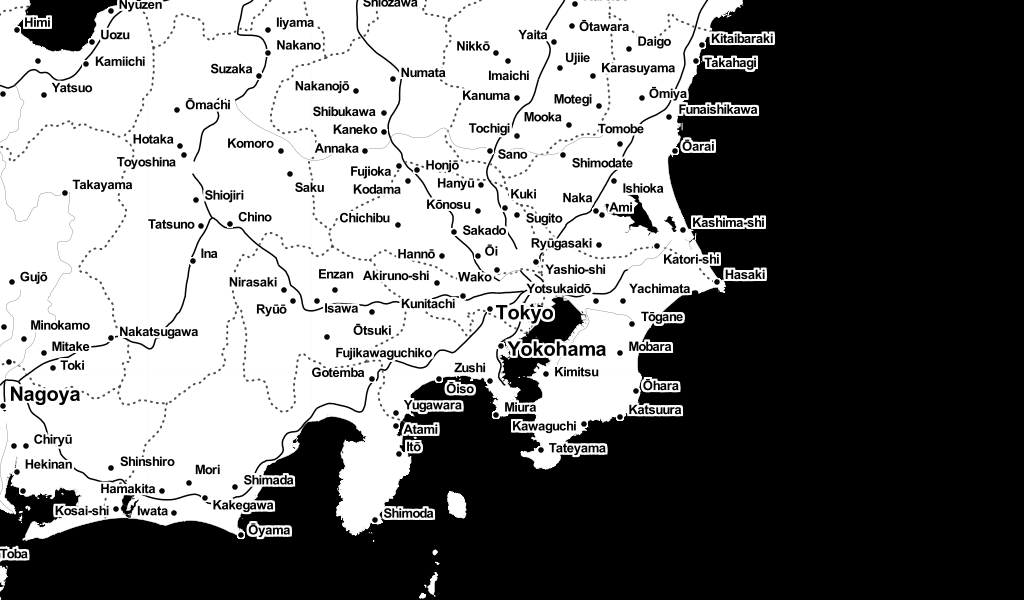 Nyūzen
Shiozawa
Himi
Iiyama
Ōtawara
Uozu
Yaita
Kitaibaraki
Nakano
Nikkō
Daigo
Kamiichi
Ujiie
Takahagi
Suzaka
Karasuyama
Numata
Imaichi
Yatsuo
Nakanojō
Kanuma
Ōmiya
Ōmachi
Motegi
Shibukawa
Funaishikawa
Mooka
Kaneko
Tochigi
Tomobe
Hotaka
Komoro
Annaka
Ōarai
Toyoshina
Sano
Shimodate
Fujioka
Honjō
Takayama
Saku
Kodama
Hanyū
Ishioka
Shiojiri
Kuki
Naka
Kōnosu
Ami
Chino
Chichibu
Sugito
Tatsuno
Sakado
Kashima-shi
Ryūgasaki
Ina
Hannō
Ōi
Katori-shi
Gujō
Enzan
Akiruno-shi
Wako
Yashio-shi
Hasaki
Nirasaki
Yotsukaidō
Yachimata
Ryūō
Isawa
Kunitachi
Tokyo
Tōgane
Minokamo
Nakatsugawa
Ōtsuki
Mitake
Fujikawaguchiko
Yokohama
Mobara
Toki
Gotemba
Zushi
Kimitsu
Nagoya
Ōiso
Ōhara
Yugawara
Miura
Katsuura
Atami
Kawaguchi
Chiryū
Itō
Tateyama
Hekinan
Shinshiro
Mori
Shimada
Hamakita
Kakegawa
Kosai-shi
Iwata
Shimoda
Ōyama
Toba